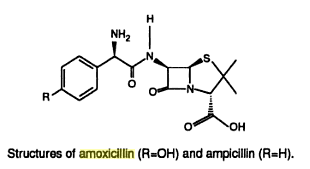 H
NH₂
N
S
R
O
O
N
O
OH
Structures of amoxicillin (R=OH) and ampicillin (R=H).